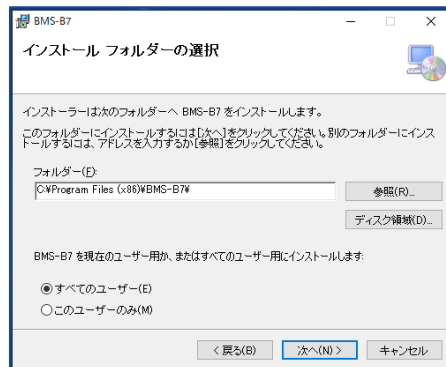 BMS-B7
インストール フォルダーの選択
インストーラーは次のフォルダーへ BMS-B7 をインストールします。
このフォルダーにインストールするには[次へ]をクリックしてください。別のフォルダーにインス
トールするには、アドレスを入力するか[参照]をクリックしてください。
フォルダー(F):
C:¥Program Files (x86)¥BMS-B7¥
参照(R)...
ディスク領域(D)...
BMS-B7 を現在のユーザー用か、またはすべてのユーザー用にインストールします:
すべてのユーザー(E)
このユーザーのみ(M)
< 戻る(B)
次へ(N) >
キャンセル